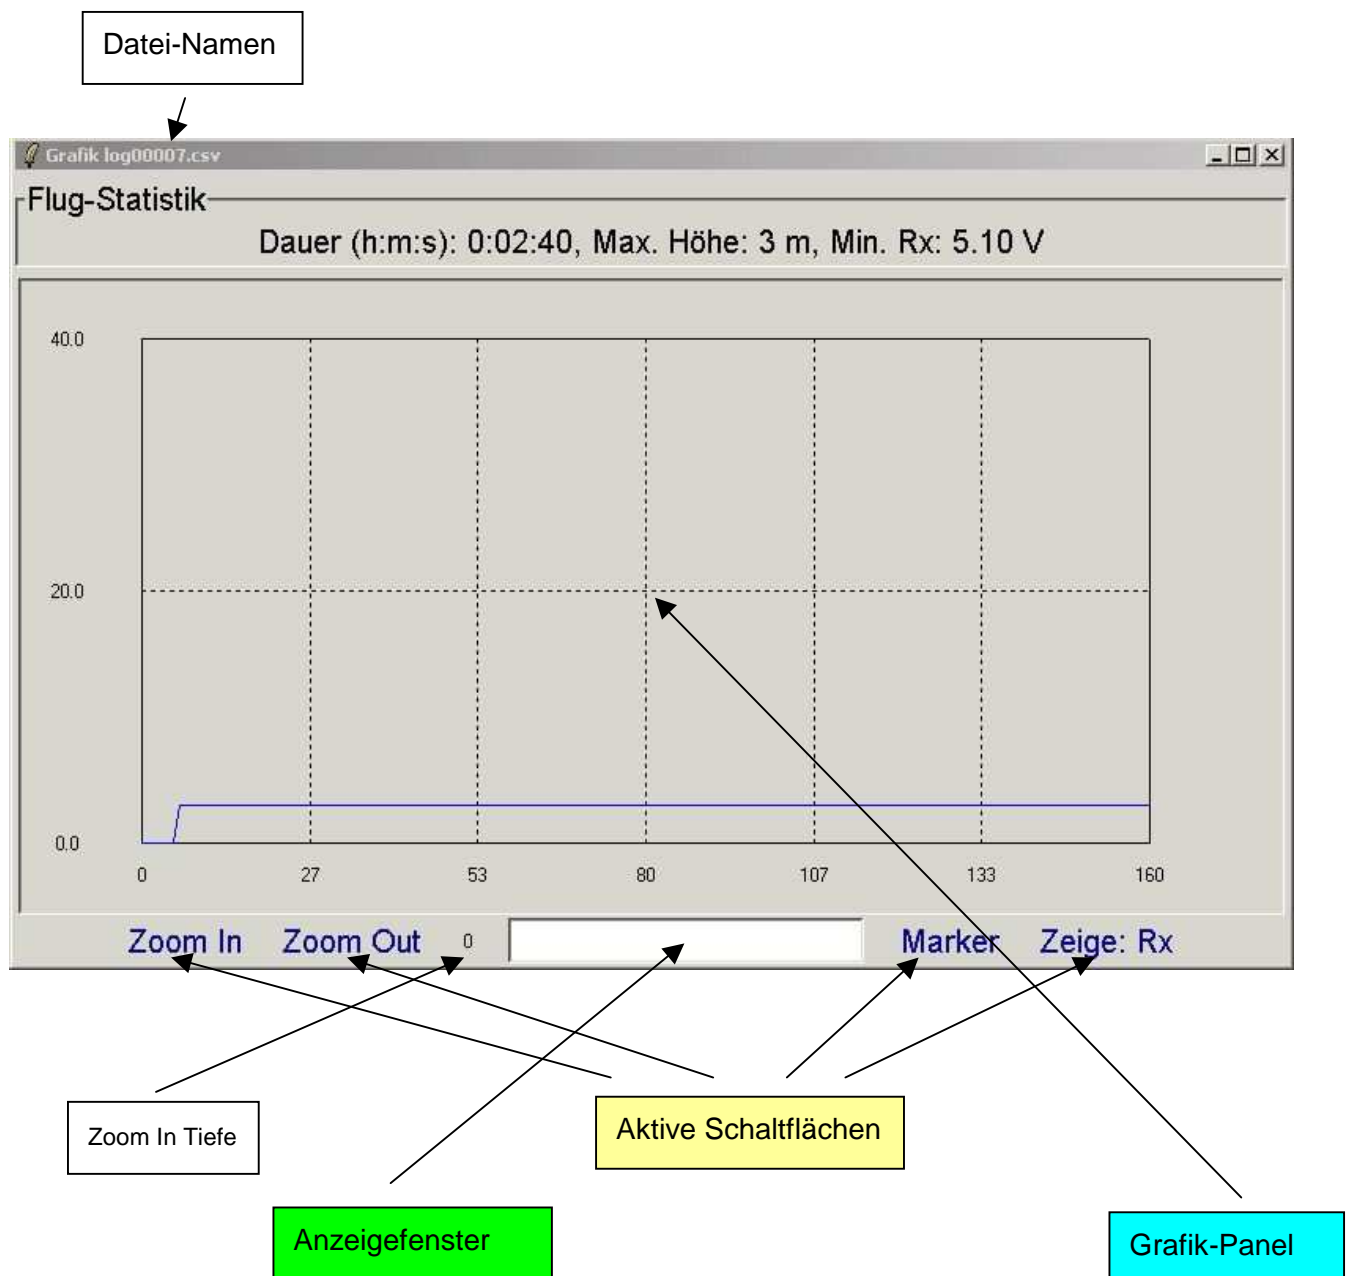 Datei-Namen
Grafik log00007.csv
Flug-Statistik
Dauer (h:m:s): 0:02:40, Max. Höhe: 3 m, Min. Rx: 5.10 V
40.0
20.0
0.0
0 27 53 80 107 133 160
Zoom In Zoom Out 0 Marker Zeige: Rx
Zoom In Tiefe
Aktive Schaltflächen
Anzeigefenster
Grafik-Panel